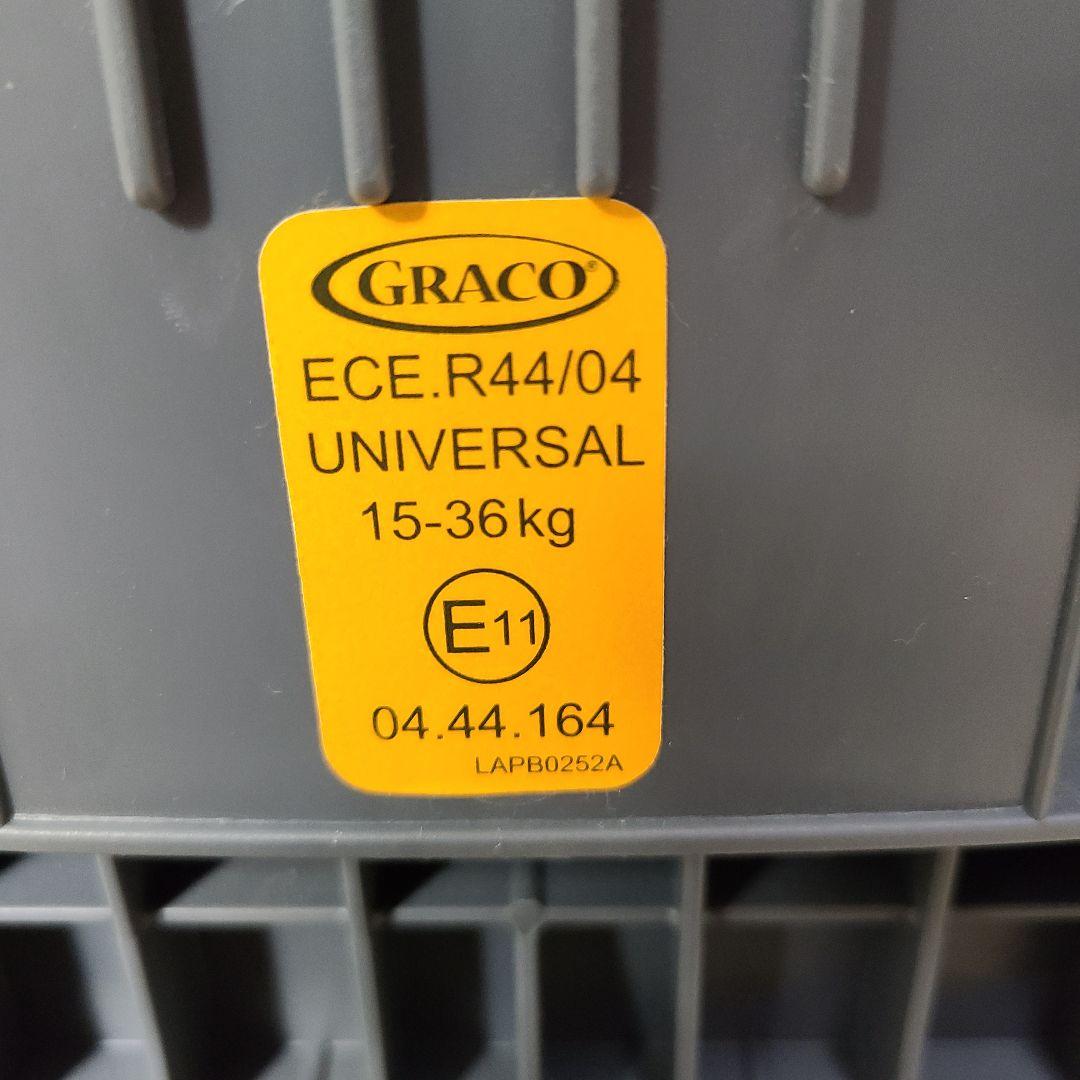 GRACO®
ECE.R44/04
UNIVERSAL
15-36kg
E11
04.44.164
LAPB0252A